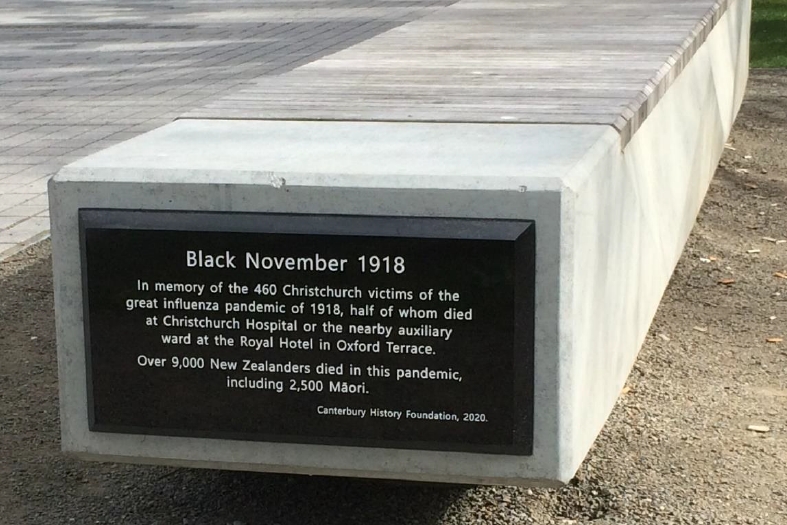 Black November 1918
In memory of the 460 Christchurch victims of the
great influenza pandemic of 1918, half of whom died
at Christchurch Hospital or the nearby auxiliary
ward at the Royal Hotel in Oxford Terrace.
Over 9,000 New Zealanders died in this pandemic,
including 2,500 Māori.
Canterbury History Foundation, 2020.